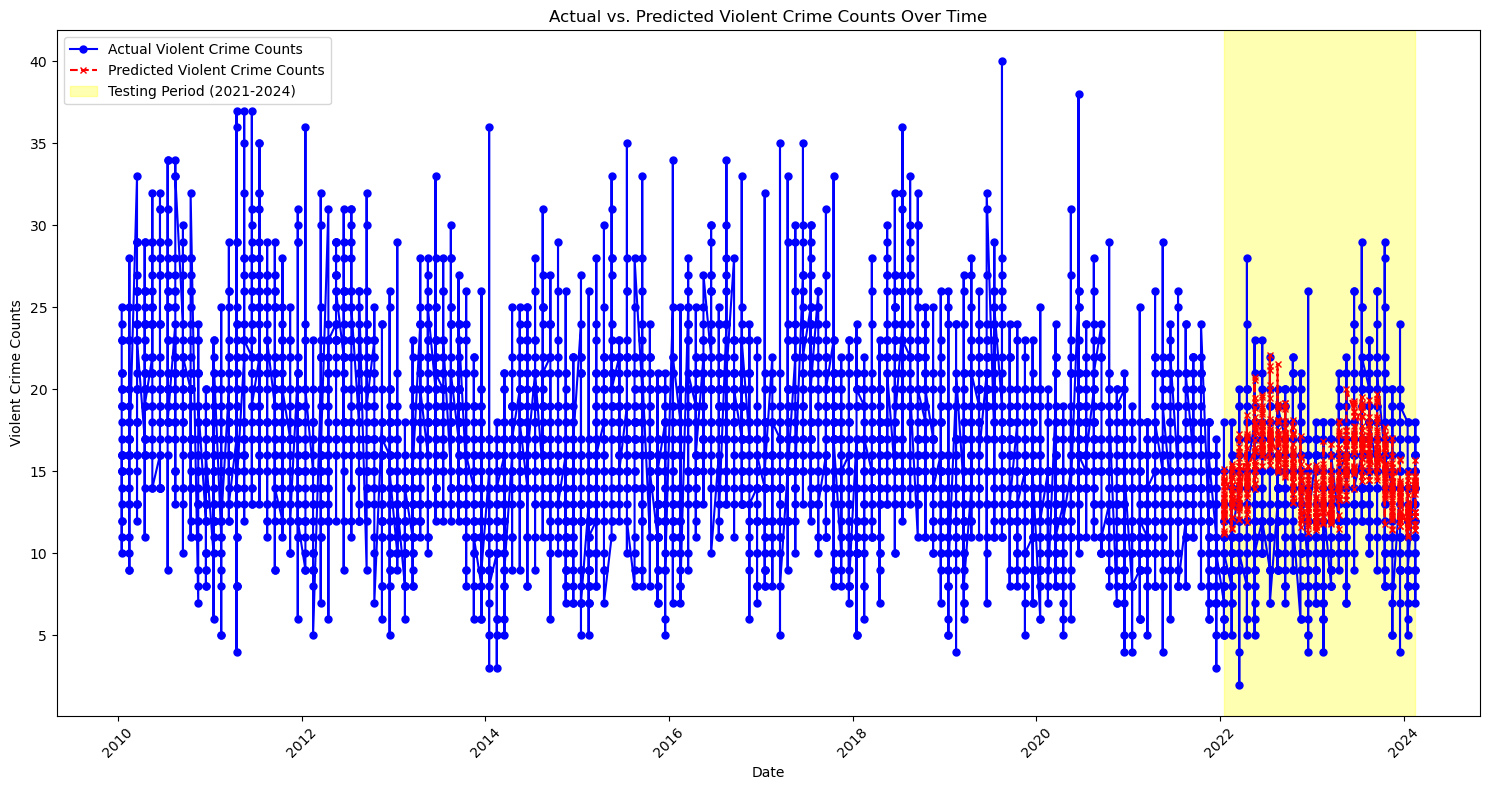 Actual vs. Predicted Violent Crime Counts Over Time
Actual Violent Crime Counts
Predicted Violent Crime Counts
Testing Period (2021-2024)
Violent Crime Counts
40
35
30
25
20
15
10
5
2010
2012
2014
2016
2018
2020
2022
2024
Date